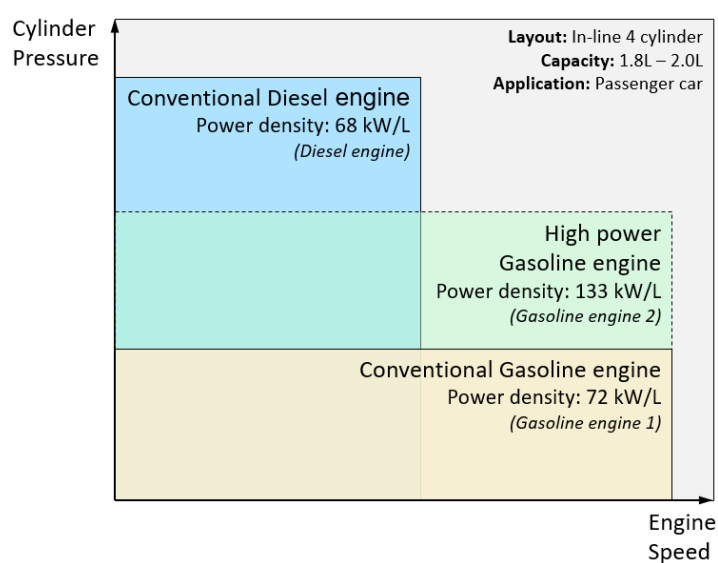 Cylinder
Pressure
Layout: In-line 4 cylinder
Capacity: 1.8L – 2.0L
Application: Passenger car
Conventional Diesel engine
Power density: 68 kW/L
(Diesel engine)
High power
Gasoline engine
Power density: 133 kW/L
(Gasoline engine 2)
Conventional Gasoline engine
Power density: 72 kW/L
(Gasoline engine 1)
Engine
Speed